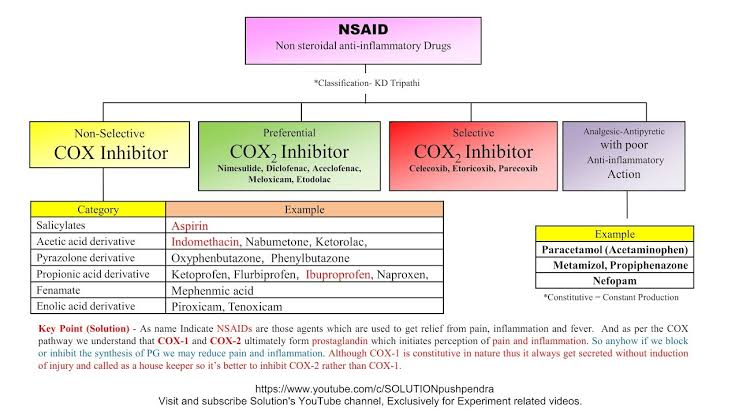 NSAID
Non steroidal anti-inflammatory Drugs
*Classification- KD Tripathi
Non-Selective
COX Inhibitor
Preferential
COX2 Inhibitor
Nimesulide, Diclofenac, Aceclofenac,
Meloxicam, Etodolac
Selective
COX2 Inhibitor
Celecoxib, Etoricoxib, Parecoxib
Analgesic-Antipyretic
with poor
Anti-inflammatory
Action
Category Example
Salicylates Aspirin
Acetic acid derivative Indomethacin, Nabumetone, Ketorolac,
Pyrazolone derivative Oxyphenbutazone, Phenylbutazone
Propionic acid derivative Ketoprofen, Flurbiprofen, Ibuproprofen, Naproxen,
Fenamate Mephenmic acid
Enolic acid derivative Piroxicam, Tenoxicam
Example
Paracetamol (Acetaminophen)
Metamizol, Propiphenazone
Nefopam
*Constitutive = Constant Production
Key Point (Solution) - As name Indicate NSAIDs are those agents which are used to get relief from pain, inflammation and fever. And as per the COX
pathway we understand that COX-1 and COX-2 ultimately form prostaglandin which initiates perception of pain and inflammation. So anyhow if we block
or inhibit the synthesis of PG we may reduce pain and inflammation. Although COX-1 is constitutive in nature thus it always get secreted without induction
of injury and called as a house keeper so it's better to inhibit COX-2 rather than COX-1.
https://www.youtube.com/c/SOLUTIONpushpendra
Visit and subscribe Solution's YouTube channel, Exclusively for Experiment related videos.